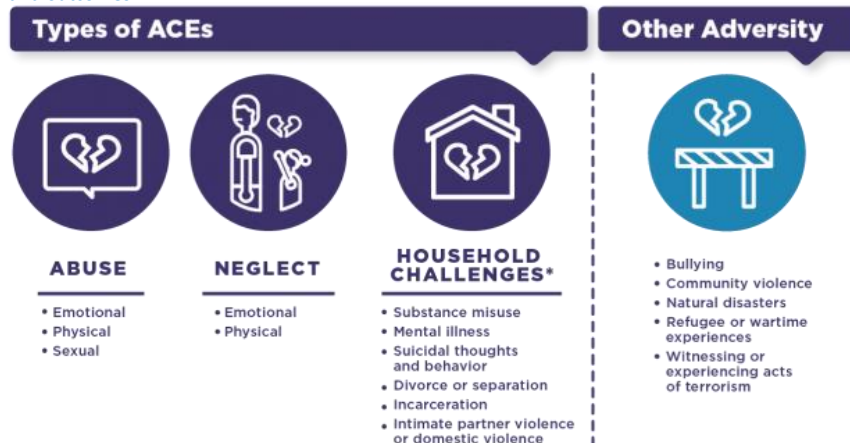 Types of ACEs
Other Adversity
ABUSE
• Emotional
• Physical
• Sexual
NEGLECT
• Emotional
• Physical
HOUSEHOLD
CHALLENGES*
• Substance misuse
• Mental illness
• Suicidal thoughts
and behavior
• Divorce or separation
• Incarceration
• Intimate partner violence
or domestic violence
• Bullying
• Community violence
• Natural disasters
• Refugee or wartime
experiences
• Witnessing or
experiencing acts
of terrorism